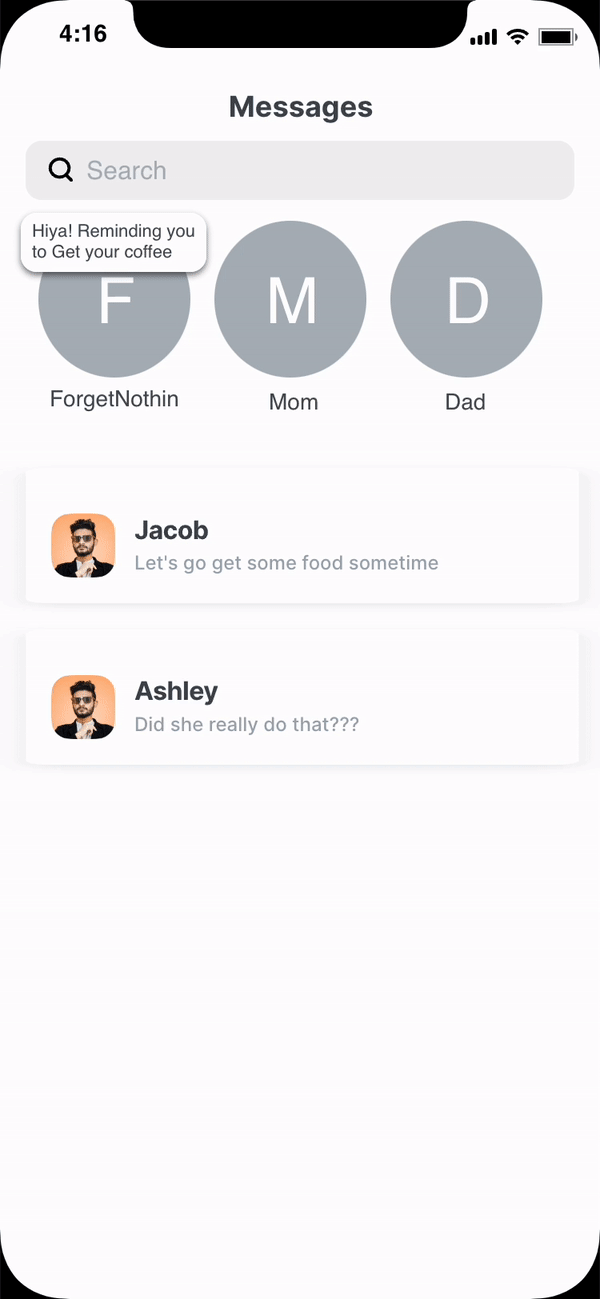 4:16
Messages
Search
Hiya! Reminding you
to Get your coffee
F
M
D
ForgetNothin
Mom
Dad
Jacob
Let's go get some food sometime
Ashley
Did she really do that???